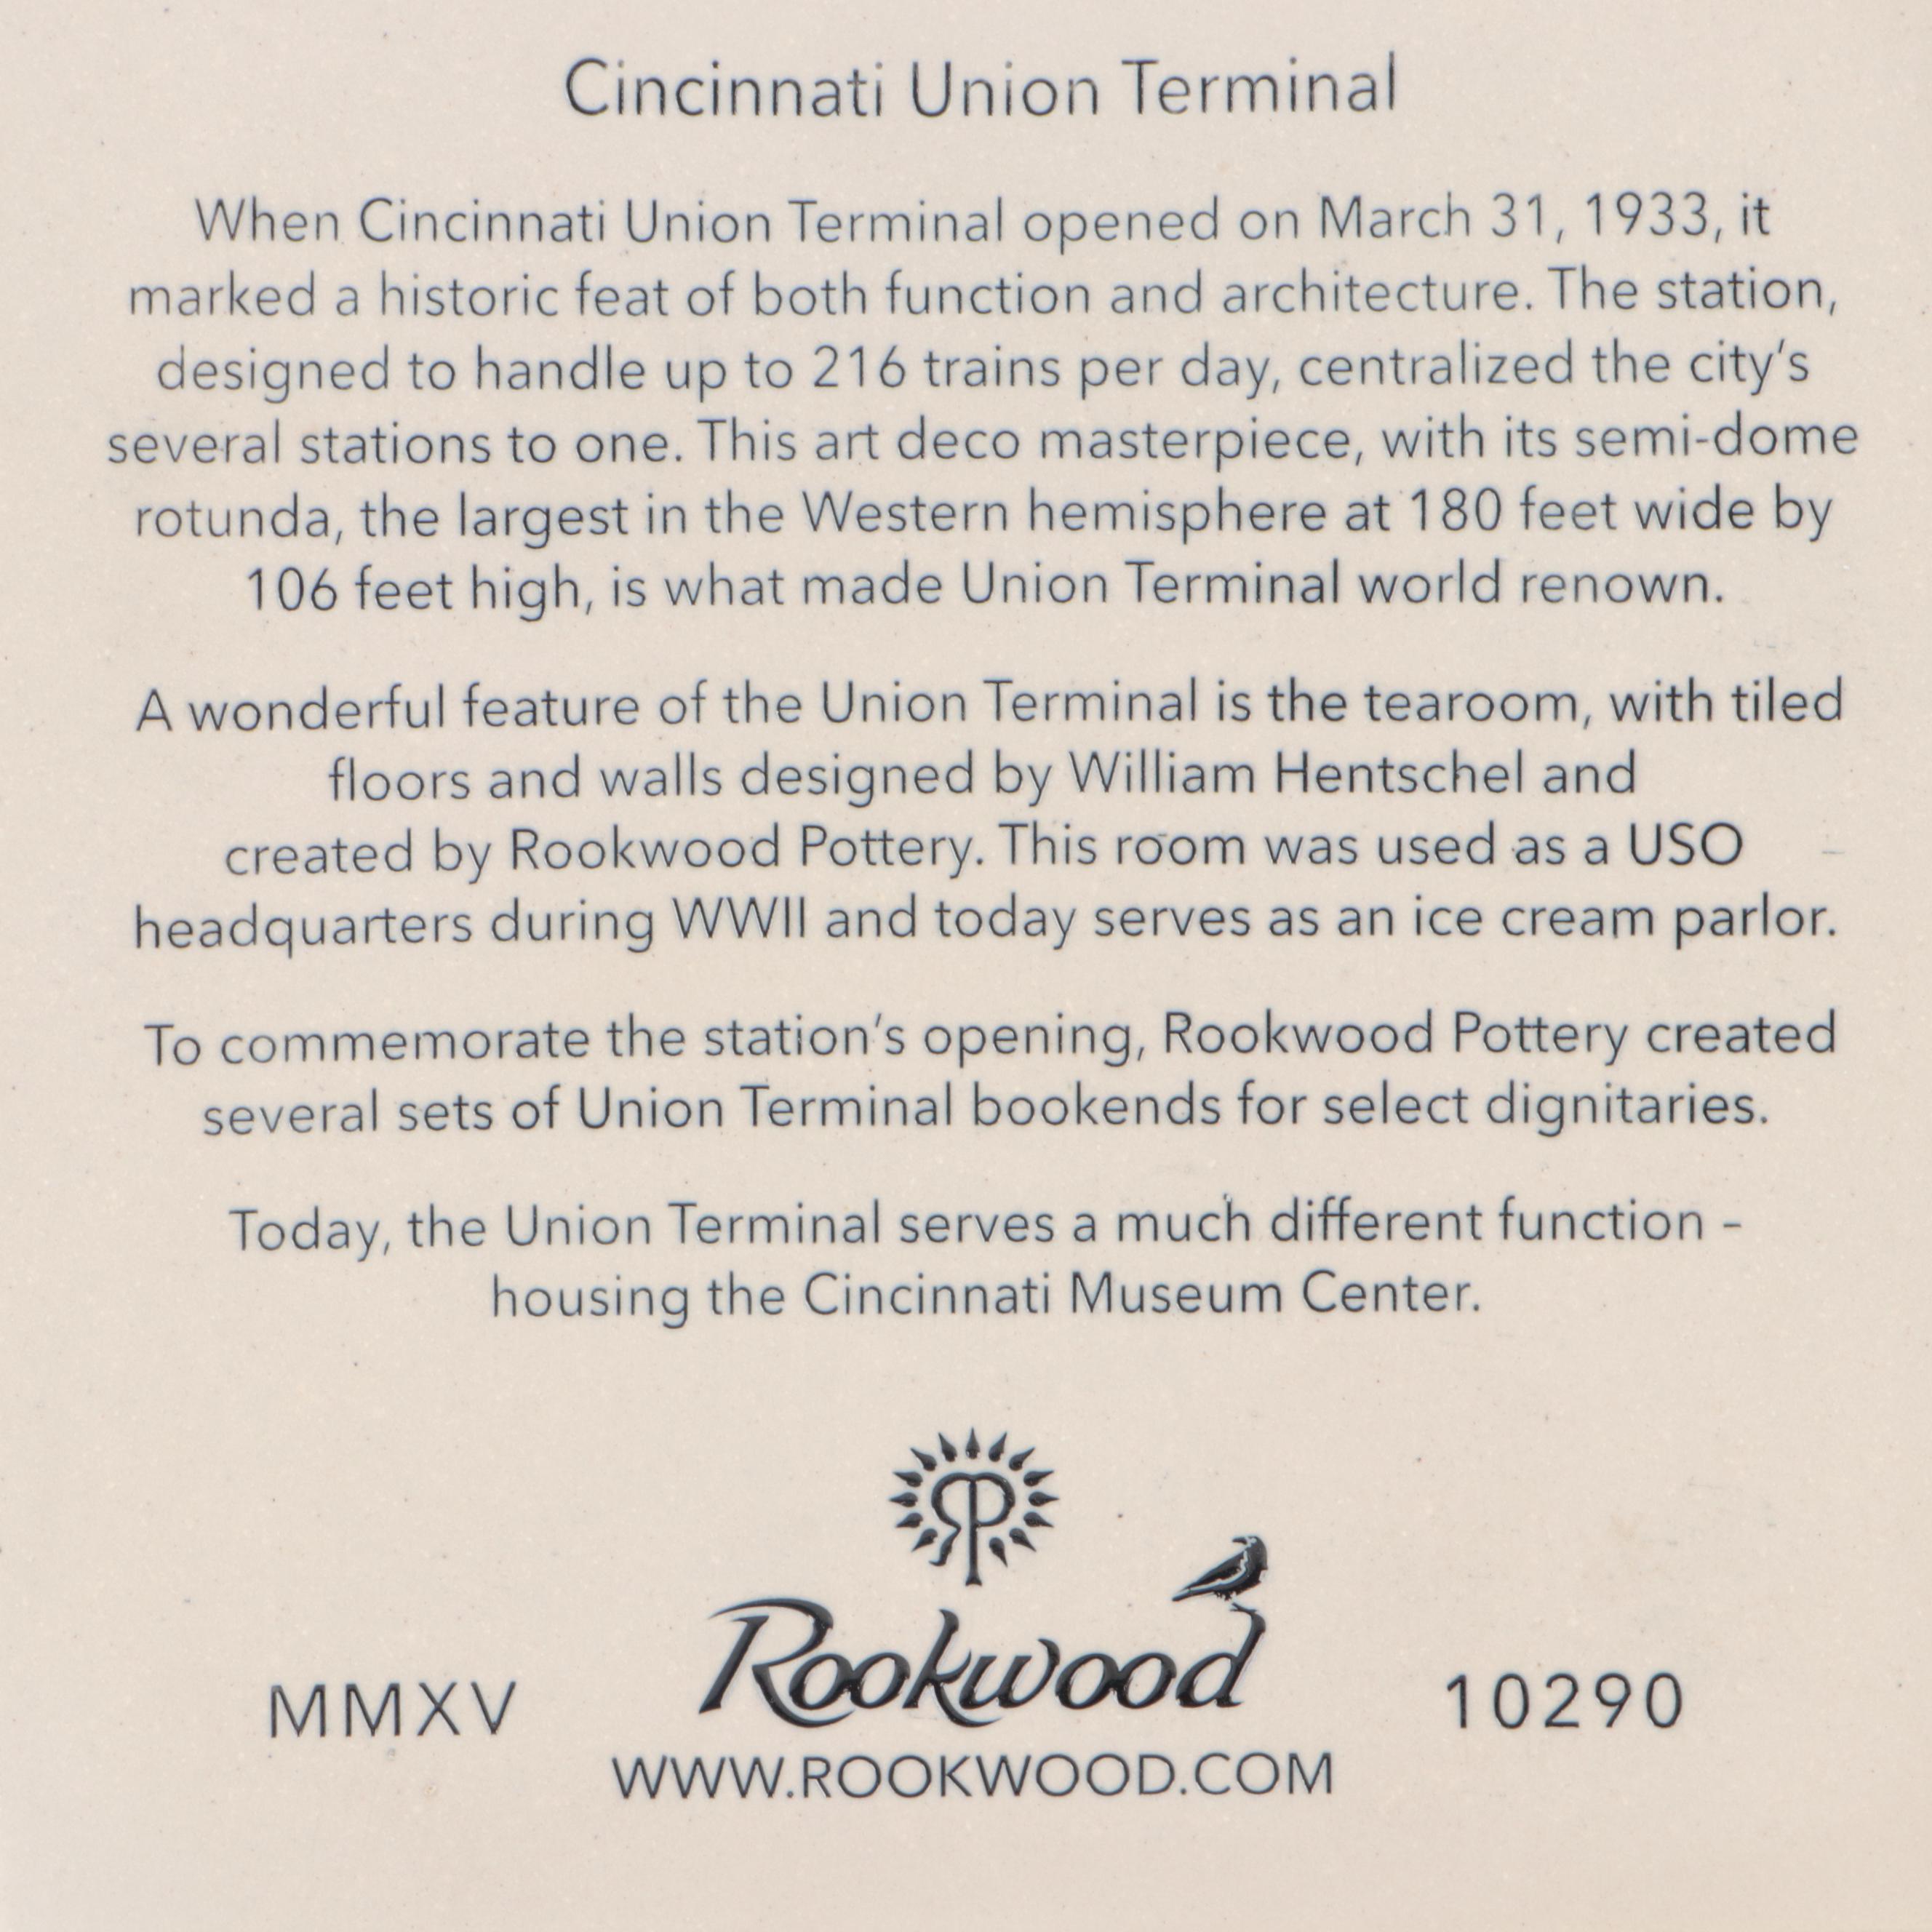 Cincinnati Union Terminal
When Cincinnati Union Terminal opened on March 31, 1933, it
marked a historic feat of both function and architecture. The station,
designed to handle up to 216 trains per day, centralized the city's
several stations to one. This art deco masterpiece, with its semi-dome
rotunda, the largest in the Western hemisphere at 180 feet wide by
106 feet high, is what made Union Terminal world renown.
A wonderful feature of the Union Terminal is the tearoom, with tiled
floors and walls designed by William Hentschel and
created by Rookwood Pottery. This room was used as a USO
headquarters during WWII and today serves as an ice cream parlor.
To commemorate the station's opening, Rookwood Pottery created
several sets of Union Terminal bookends for select dignitaries.
Today, the Union Terminal serves a much different function –
housing the Cincinnati Museum Center.
RP
Rookwood
MMXV
10290
WWW.ROOKWOOD.COM